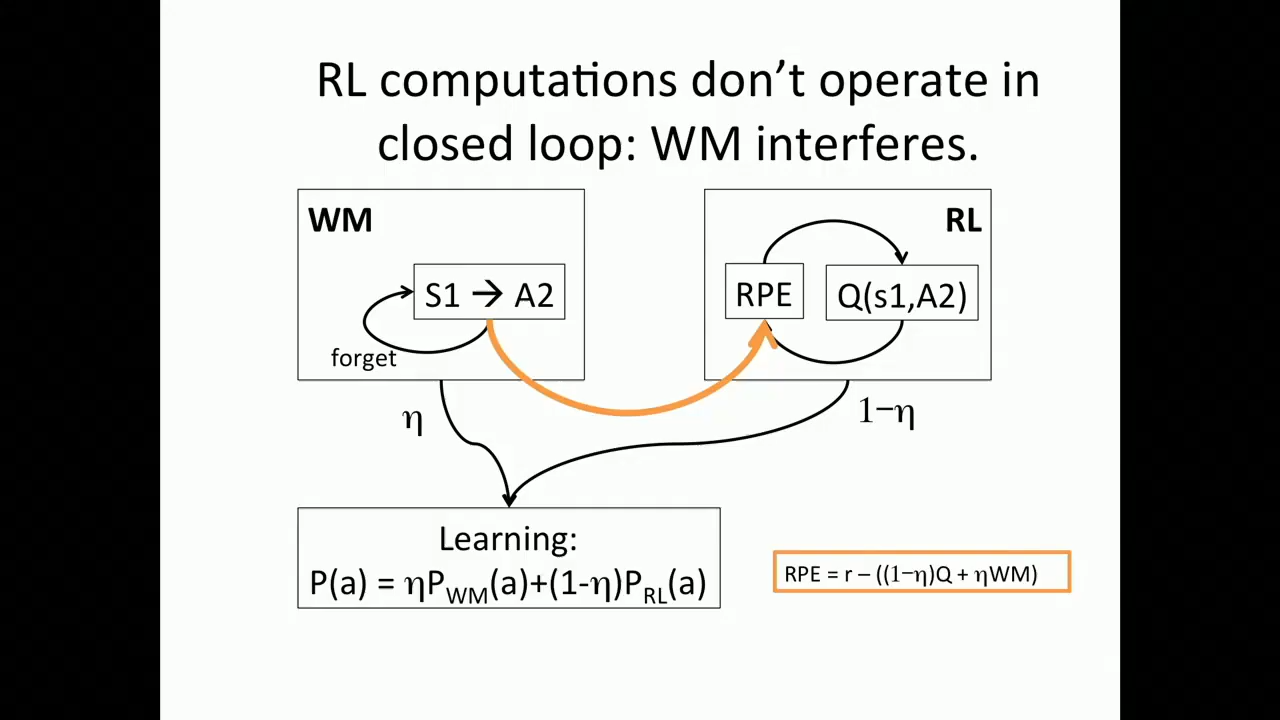 RL computations don't operate in
closed loop: WM interferes.
WM
RL
S1 → A2
RPE
Q(s1,A2)
forget
η
1−η
Learning:
P(a) = ηP_WM(a)+(1-η)P_RL(a)
RPE = r – ((1−η)Q + ηWM)